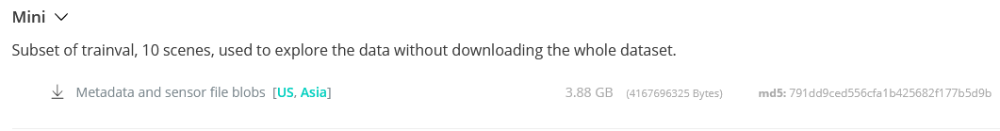 Mini
Subset of trainval, 10 scenes, used to explore the data without downloading the whole dataset.
Metadata and sensor file blobs [US, Asia] 3.88 GB (4167696325 Bytes) md5: 791dd9ced556cfa1b425682f177b5d9b